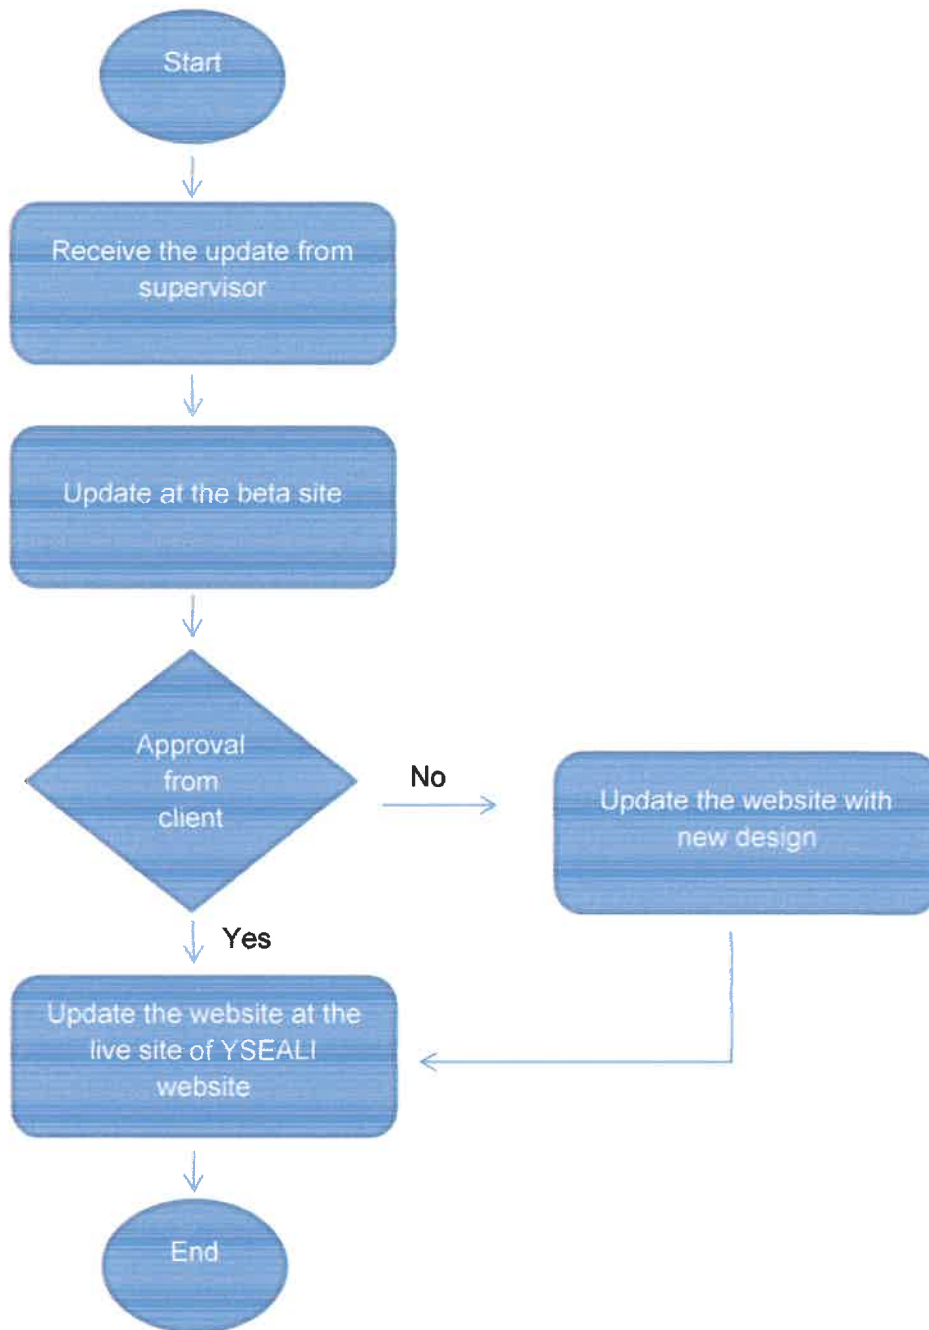 Start
Receive the update from
supervisor
Update at the beta site
Approval
from
client
No
Update the website with
new design
Yes
Update the website at the
live site of YSEALI
website
End